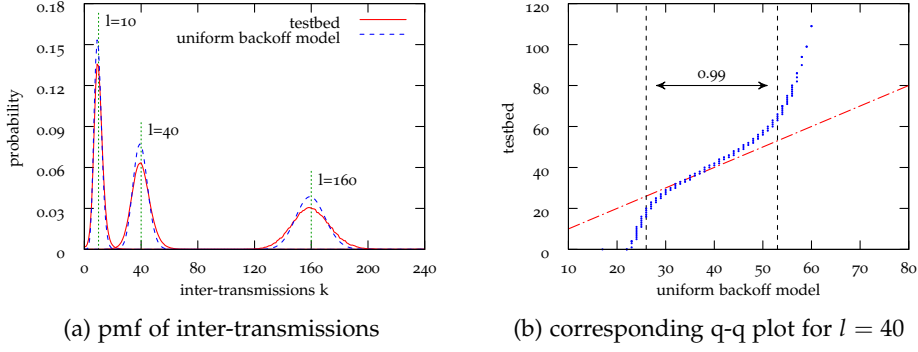 0.18
0.15
0.12
0.09
0.06
0.03
0
probability
l=10
l=40
l=160
testbed
uniform backoff model
0 40 80 120 160 200 240
inter-transmissions k
(a) pmf of inter-transmissions
120
100
80
60
40
20
0
testbed
0.99
10 20 30 40 50 60 70 80
uniform backoff model
(b) corresponding q-q plot for l = 40